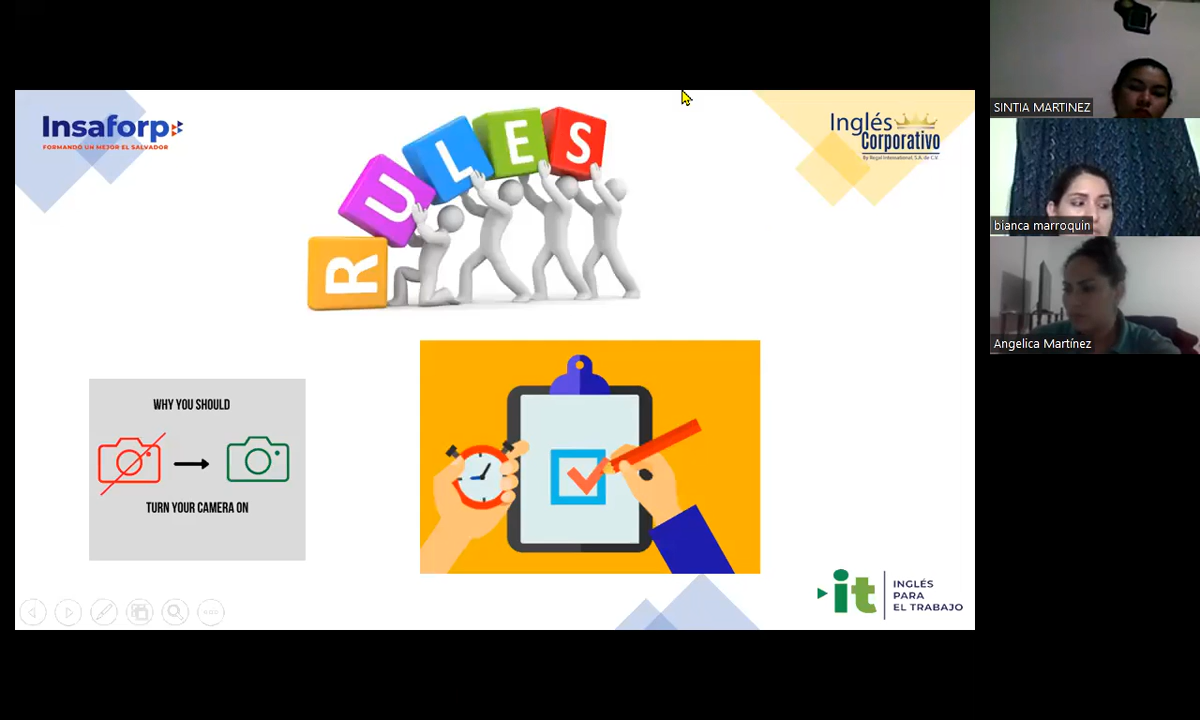 Insaforp
FORMANDO UN MEJOR EL SALVADOR
RULES
Inglés
Corporativo
By Regal International, S.A. de C.V.
WHY YOU SHOULD
TURN YOUR CAMERA ON
it
INGLÉS
PARA
EL TRABAJO
SINTIA MARTINEZ
bianca marroquin
Angelica Martínez